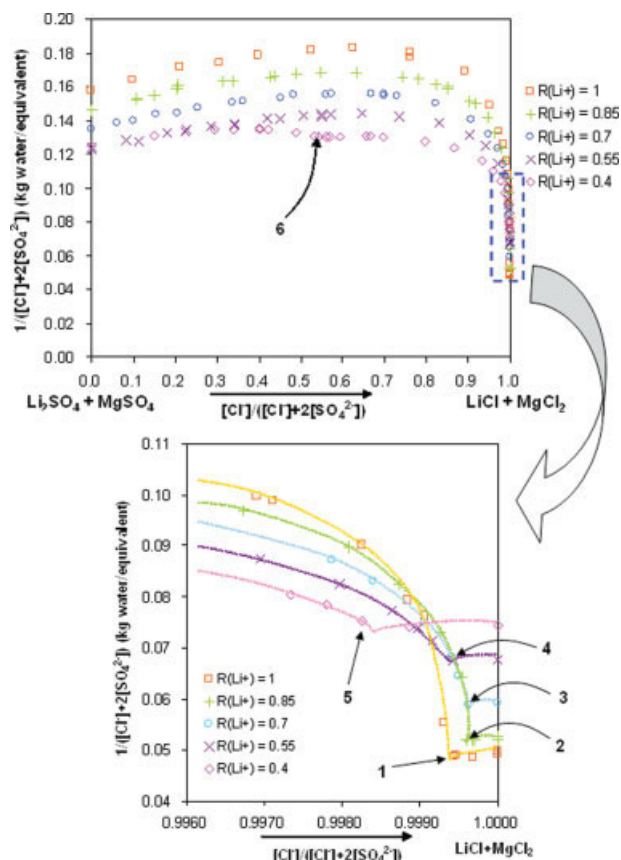 1/([Cl⁻]+2[SO₄²⁻]) (kg water/equivalent)
0.20
0.18
0.16
0.14
0.12
0.10
0.08
0.06
0.04
0.02
0.00
0.0 0.1 0.2 0.3 0.4 0.5 0.6 0.7 0.8 0.9 1.0
R(Li+) = 1
R(Li+) = 0.85
R(Li+) = 0.7
R(Li+) = 0.55
R(Li+) = 0.4
6
Li₂SO₄ + MgSO₄
LiCl + MgCl₂
[Cl⁻]/([Cl⁻]+2[SO₄²⁻])
1/([Cl⁻]+2[SO₄²⁻]) (kg water/equivalent)
0.11
0.10
0.09
0.08
0.07
0.06
0.05
0.04
R(Li+) = 1
R(Li+) = 0.85
R(Li+) = 0.7
R(Li+) = 0.55
R(Li+) = 0.4
5
4
3
2
1
0.9960 0.9970 0.9980 0.9990 1.0000
[Cl⁻]/([Cl⁻]+2[SO₄²⁻])
LiCl+MgCl₂